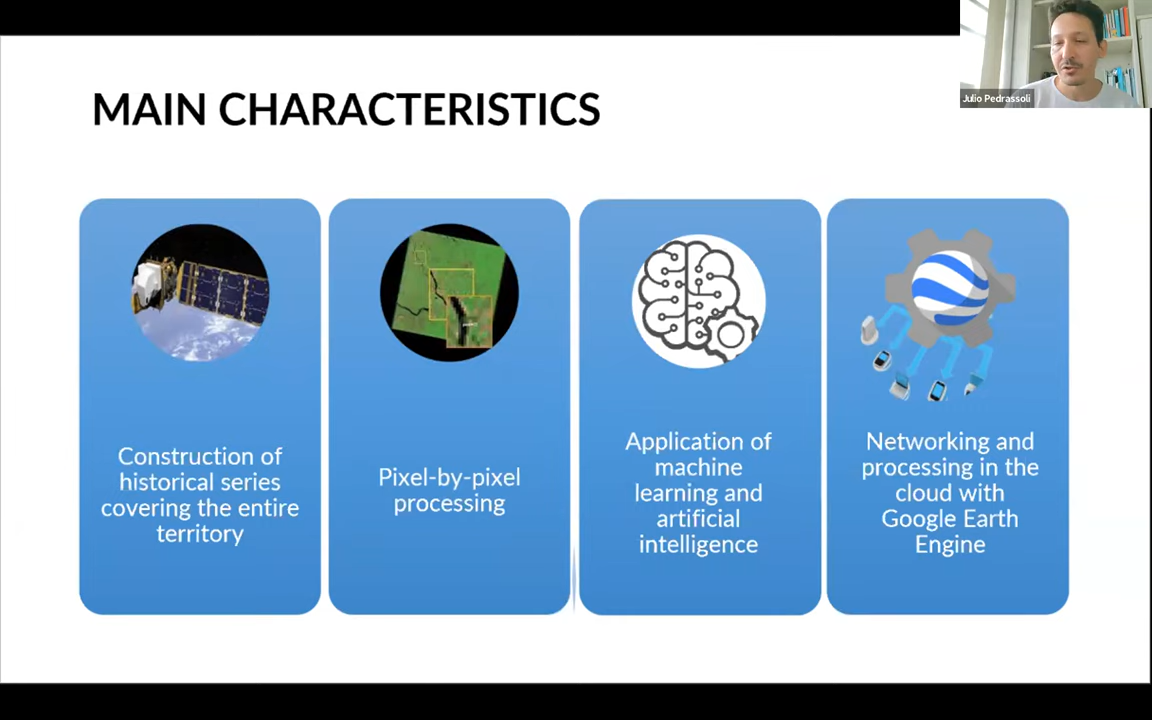 Julio Pedrassoli
MAIN CHARACTERISTICS
Construction of
historical series
covering the entire
territory
Pixel-by-pixel
processing
Application of
machine
learning and
artificial
intelligence
Networking and
processing in the
cloud with
Google Earth
Engine